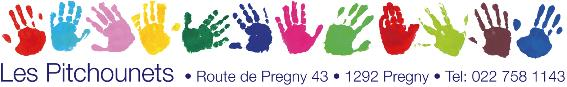 Les Pitchounets • Route de Pregny 43 • 1292 Pregny • Tel: 022 758 1143